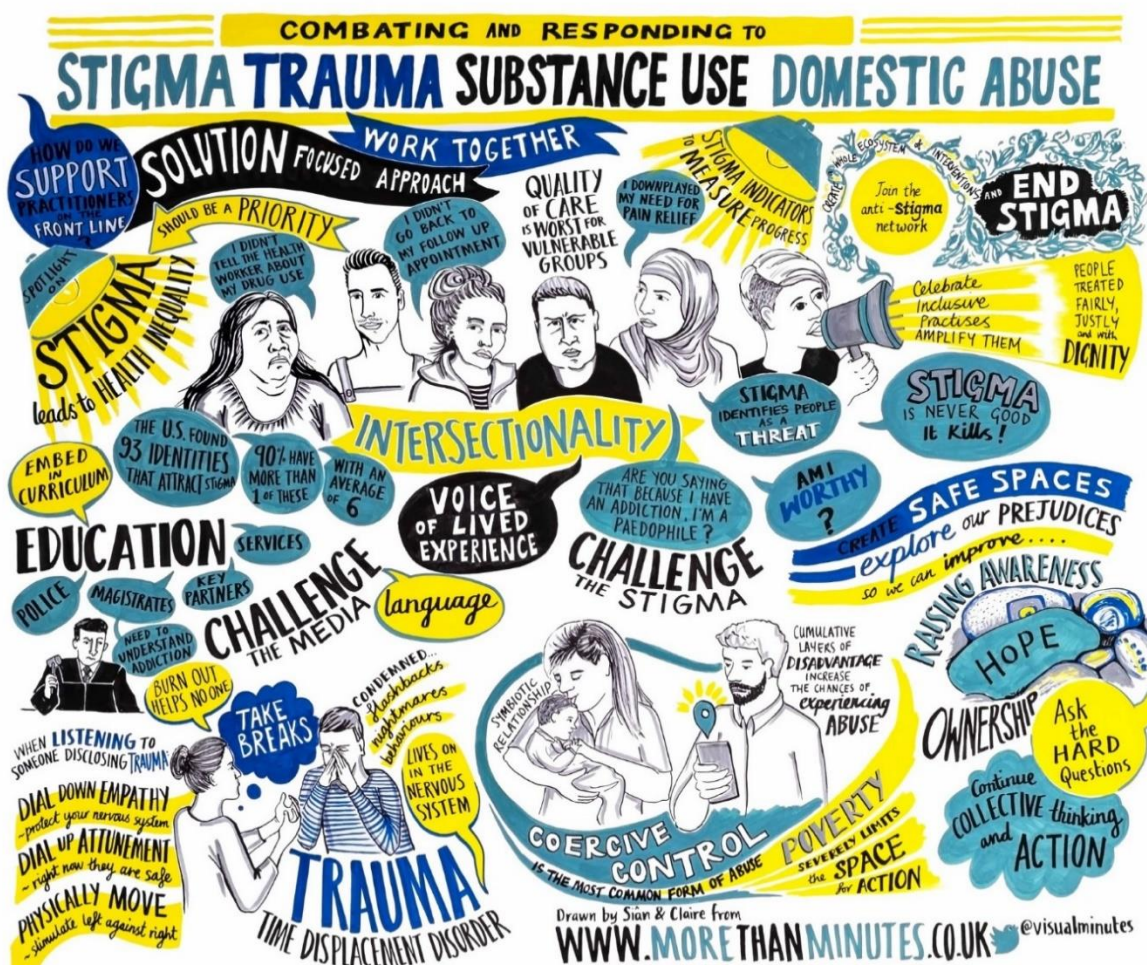 COMBATING AND RESPONDING TO
STIGMA TRAUMA SUBSTANCE USE DOMESTIC ABUSE
HOW DO WE
SUPPORT
PRACTITIONERS
ON THE
FRONT LINE
?
SOLUTION FOCUSED APPROACH
WORK TOGETHER
SHOULD BE A PRIORITY
SPOTLIGHT
ON
STIGMA
leads to HEALTH INEQUALITY
I DIDN'T
TELL THE HEALTH
WORKER ABOUT
MY DRUG USE
I DIDN'T
GO BACK TO
MY FOLLOW UP
APPOINTMENT
QUALITY
OF CARE
IS WORST FOR
VULNERABLE
GROUPS
I DOWNPLAYED
MY NEED FOR
PAIN RELIEF
STIGMA INDICATORS
TO MEASURE PROGRESS
CREATE WHOLE ECOSYSTEM of INTERVENTIONS
Join the
anti-Stigma
network
AND END
STIGMA
Celebrate
Inclusive
Practises
AMPLIFY THEM
PEOPLE
TREATED
FAIRLY,
JUSTLY
and with
DIGNITY
STIGMA
IDENTIFIES PEOPLE
AS A
THREAT
STIGMA
IS NEVER GOOD
It Kills!
INTERSECTIONALITY
EMBED
IN
CURRICULUM
THE U.S. FOUND
93 IDENTITIES
THAT ATTRACT STIGMA
90% HAVE
MORE THAN
1 OF THESE
WITH AN
AVERAGE
OF 6
VOICE
OF LIVED
EXPERIENCE
ARE YOU SAYING
THAT BECAUSE I HAVE
AN ADDICTION, I'M A
PAEDOPHILE?
AM I
WORTHY
?
CHALLENGE
THE STIGMA
CREATE SAFE SPACES
explore our PREJUDICES
so we can improve....
EDUCATION
SERVICES
POLICE
MAGISTRATES
KEY
PARTNERS
NEED TO
UNDERSTAND
ADDICTION
CHALLENGE
THE MEDIA
language
RAISING AWARENESS
HOPE
OWNERSHIP
Ask
the
HARD
Questions
Continue
COLLECTIVE thinking
and ACTION
BURN OUT
HELPS NO ONE
TAKE
BREAKS
WHEN LISTENING TO
SOMEONE DISCLOSING TRAUMA
DIAL DOWN EMPATHY
~protect your nervous system
DIAL UP ATTUNEMENT
~ right now they are safe
PHYSICALLY MOVE
~ stimulate left against right
CONDEMNED...
flashbacks
nightmares
behaviours
LIVES ON
IN THE
NERVOUS
SYSTEM
TRAUMA
TIME DISPLACEMENT DISORDER
SYMBIOTIC
RELATIONSHIP
CUMULATIVE
LAYERS OF
DISADVANTAGE
INCREASE
THE CHANCES OF
experiencing
ABUSE
COERCIVE
CONTROL
IS THE MOST COMMON FORM OF ABUSE
POVERTY
SEVERELY LIMITS
the SPACE
for ACTION
Drawn by Siân & Claire from
WWW.MORETHANMINUTES.CO.UK @visualminutes